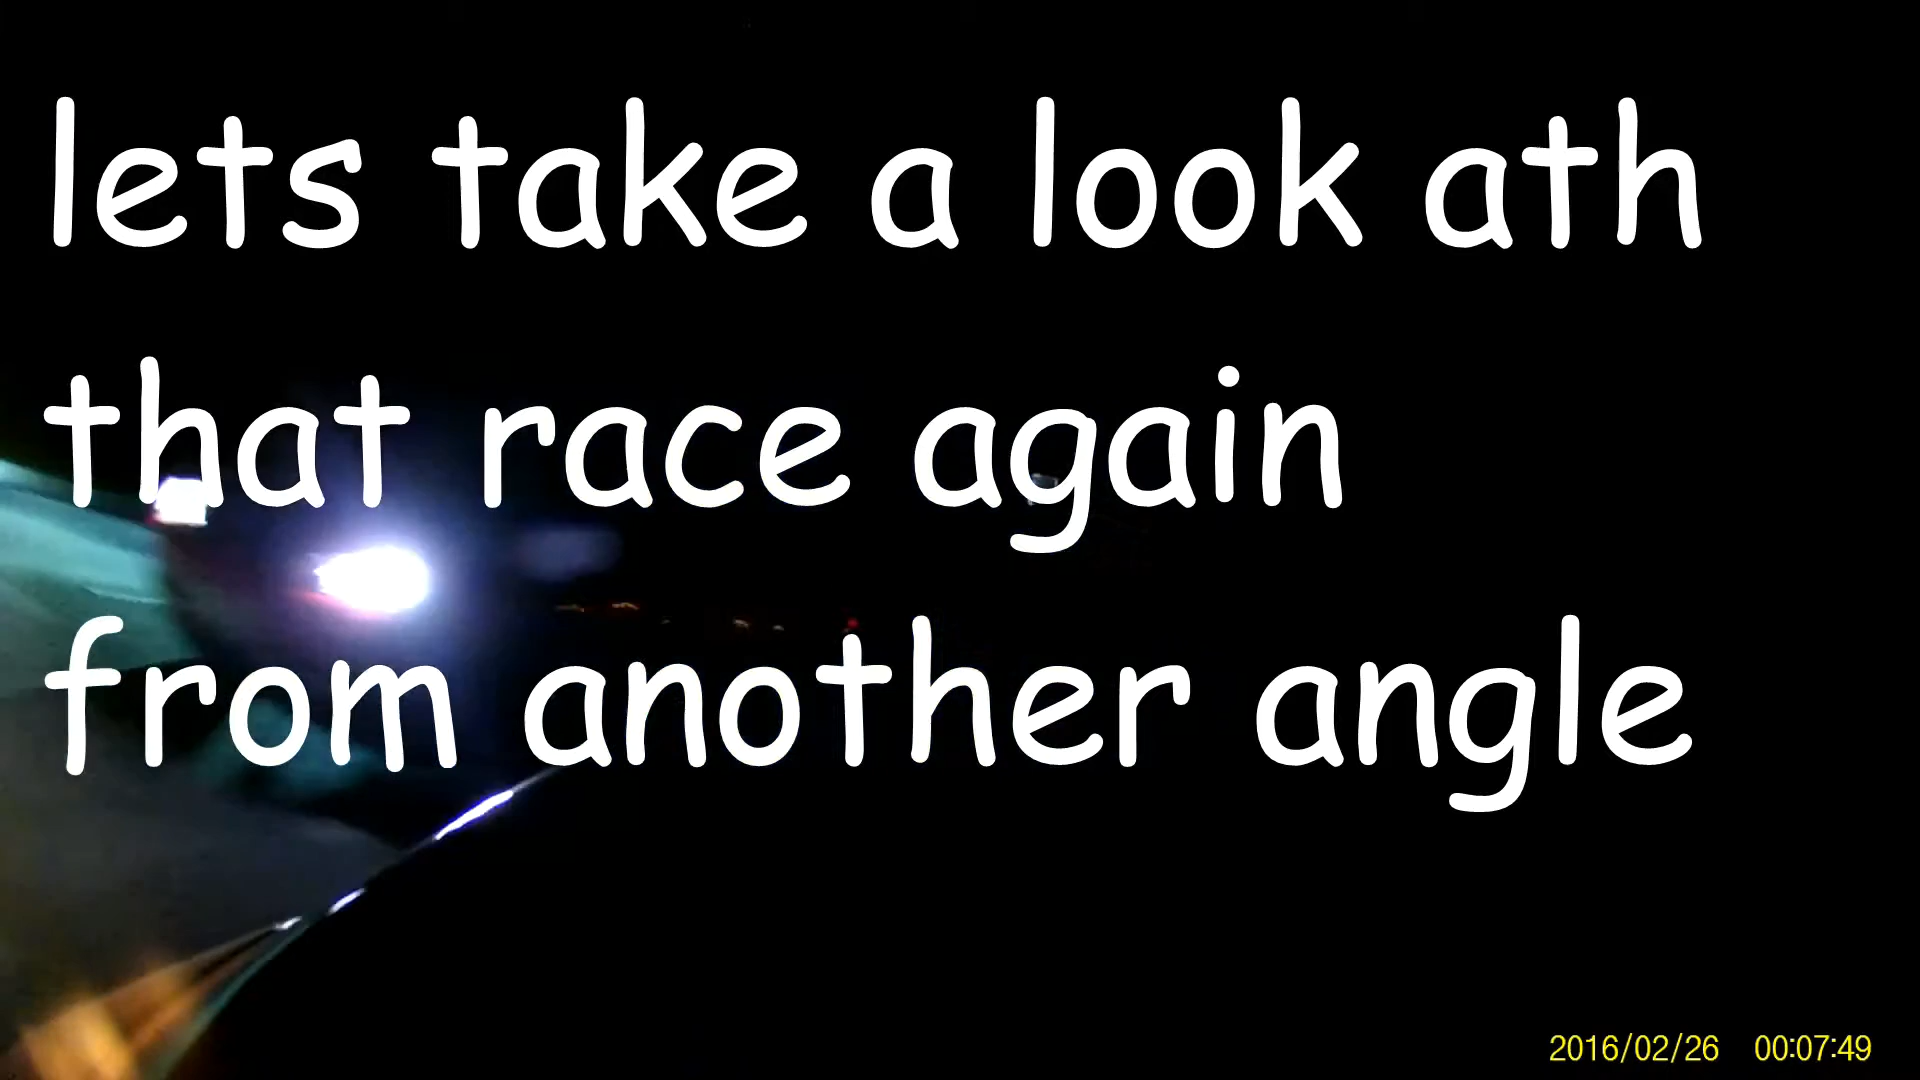 lets take a look ath
that race again
from another angle
2016/02/26 00:07:49